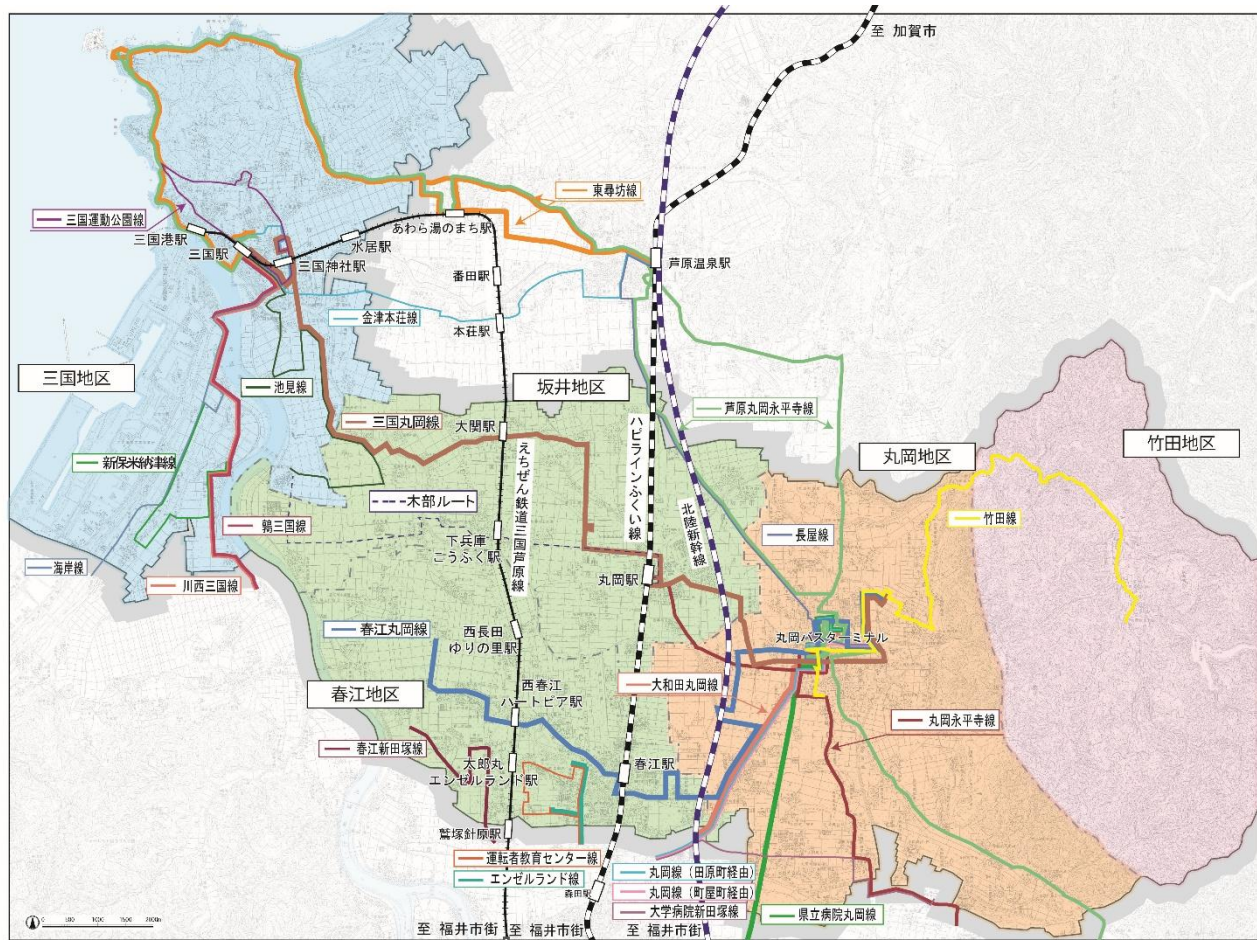 至 加賀市
東尋坊線
三国運動公園線
あわら湯のまち駅
三国港駅
水居駅
三国駅
三国神社駅
芦原温泉駅
番田駅
金津本荘線
本荘駅
三国地区
坂井地区
池見線
芦原丸岡永平寺線
三国丸岡線
大関駅
ハピラインふくい線
丸岡地区
竹田地区
新保米納津線
えちぜん鉄道三国芦原線
北陸新幹線
木部ルート
竹田線
鶉三国線
長屋線
下兵庫
こうふく駅
海岸線
川西三国線
丸岡駅
春江丸岡線
西長田
ゆりの里駅
丸岡バスターミナル
春江地区
西春江
ハートピア駅
大和田丸岡線
丸岡永平寺線
春江新田塚線
太郎丸
エンゼルランド駅
春江駅
鷲塚針原駅
運転者教育センター線
エンゼルランド線
森田駅
丸岡線（田原町経由）
丸岡線（町屋町経由）
大学病院新田塚線
県立病院丸岡線
0 500 1000 1500 2000m
至 福井市街
至 福井市街
至 福井市街